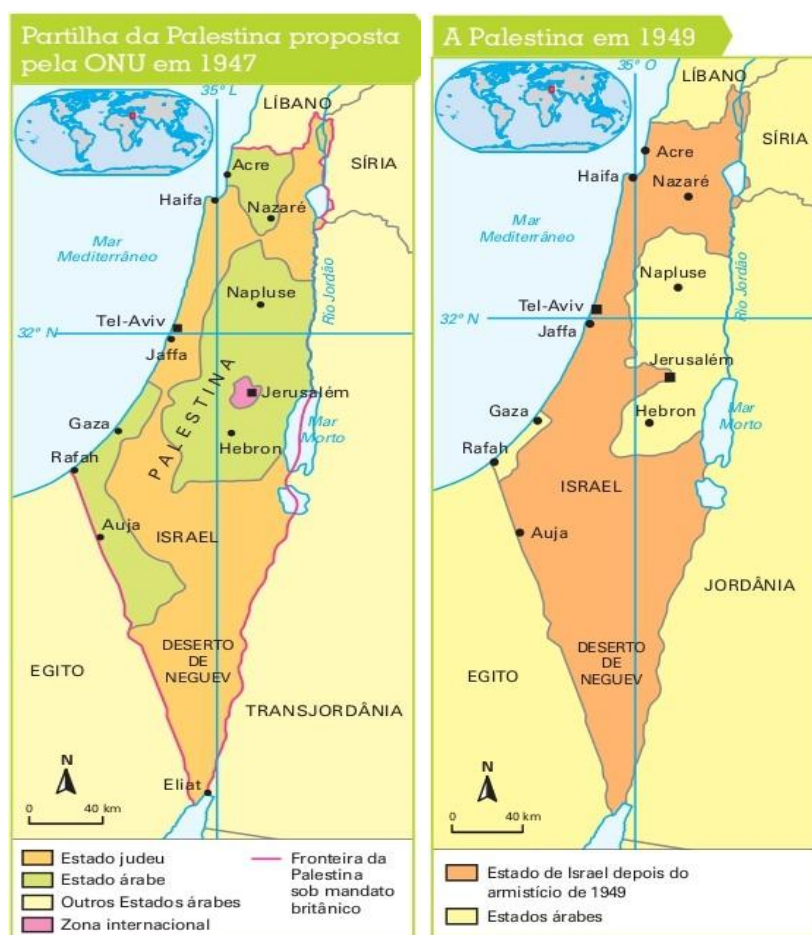 Partilha da Palestina proposta
pela ONU em 1947
35° L
LÍBANO
SÍRIA
Acre
Haifa
Nazaré
Mar
Mediterrâneo
Napluse
Rio Jordão
Tel-Aviv
32° N
Jaffa
PALESTINA
Jerusalém
Gaza
Mar
Morto
Hebron
Rafah
Auja
ISRAEL
DESERTO
DE
NEGUEV
EGITO
TRANSJORDÂNIA
N
Eliat
0 40 km
Estado judeu
Estado árabe
Outros Estados árabes
Zona internacional
Fronteira da
Palestina
sob mandato
britânico
A Palestina em 1949
35° O
LÍBANO
SÍRIA
Acre
Haifa
Nazaré
Mar
Mediterrâneo
Napluse
Rio Jordão
Tel-Aviv
32° N
Jaffa
Jerusalém
Gaza
Hebron
Mar
Morto
Rafah
ISRAEL
Auja
JORDÂNIA
DESERTO
DE
NEGUEV
EGITO
N
0 40 km
Estado de Israel depois do
armistício de 1949
Estados árabes